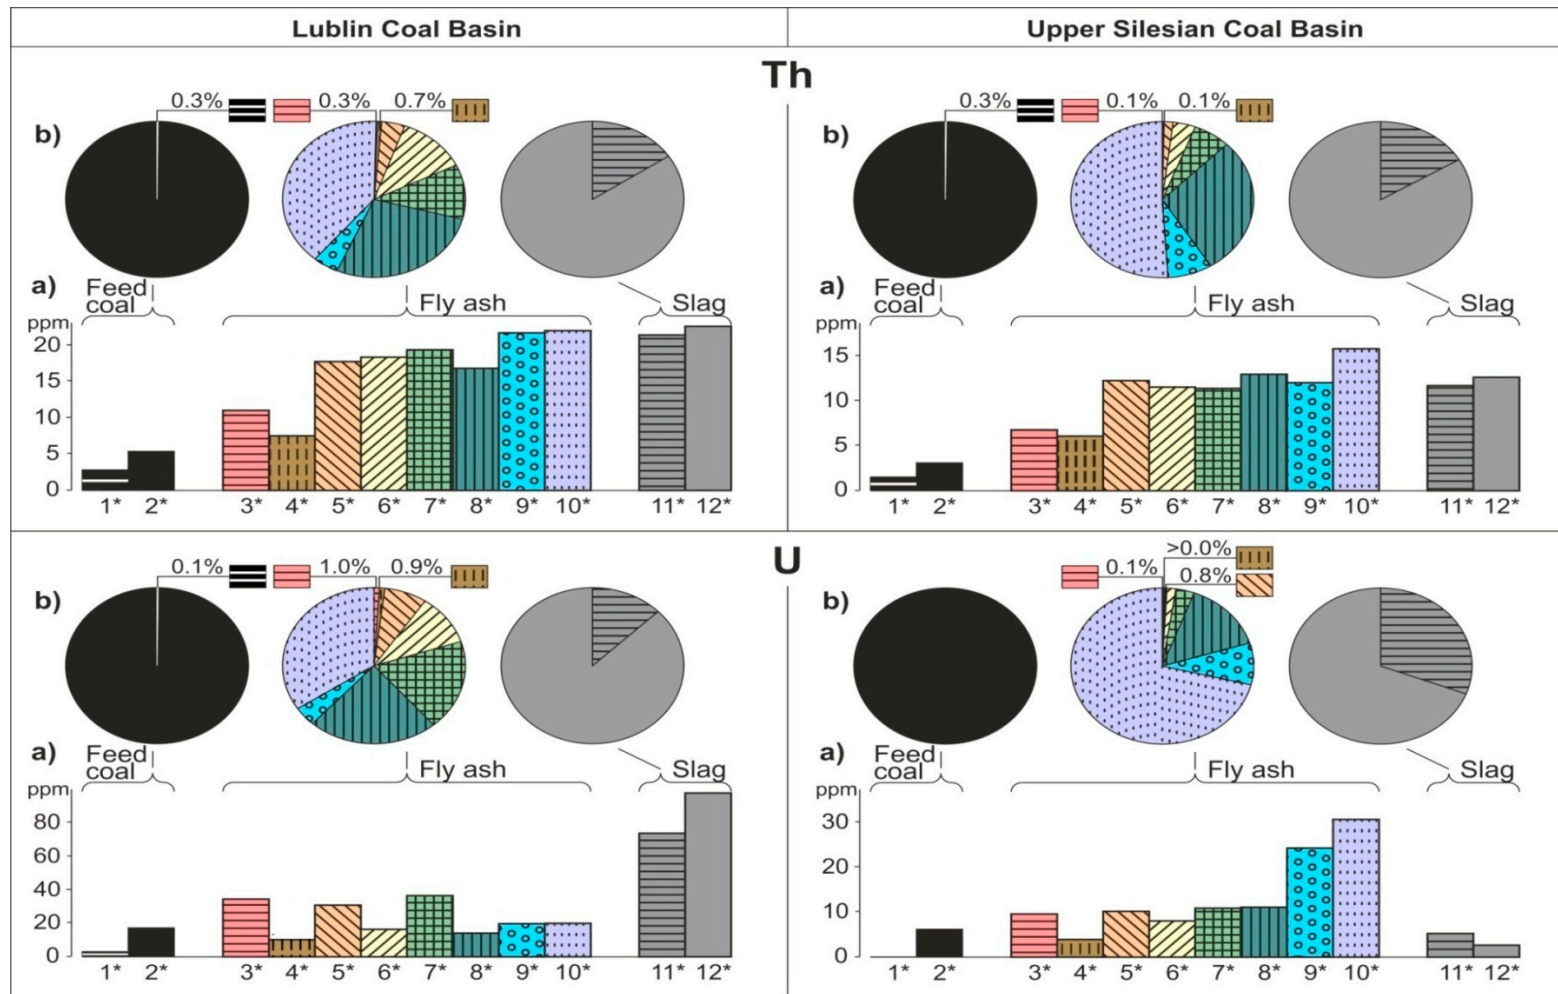 Lublin Coal Basin
Upper Silesian Coal Basin
Th
b)
0.3%
0.3%
0.7%
a)
Feed
coal
Fly ash
Slag
ppm
20
15
10
5
0
1* 2* 3* 4* 5* 6* 7* 8* 9* 10* 11* 12*
b)
0.3%
0.1%
0.1%
a)
Feed
coal
Fly ash
Slag
ppm
15
10
5
0
1* 2* 3* 4* 5* 6* 7* 8* 9* 10* 11* 12*
U
b)
0.1%
1.0%
0.9%
a)
Feed
coal
Fly ash
Slag
ppm
80
60
40
20
0
1* 2* 3* 4* 5* 6* 7* 8* 9* 10* 11* 12*
b)
>0.0%
0.1%
0.8%
a)
Feed
coal
Fly ash
Slag
ppm
30
20
10
0
1* 2* 3* 4* 5* 6* 7* 8* 9* 10* 11* 12*